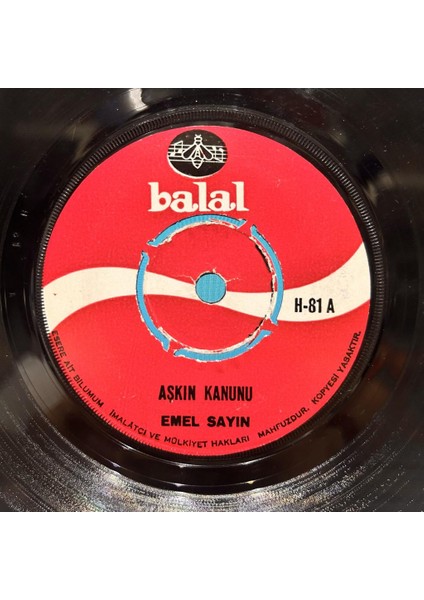 balal
H-81 A
AŞKIN KANUNU
EMEL SAYIN
ESERE AİT BİLUMUM İMALATÇI VE MÜLKİYET HAKLARI MAHFUZDUR. KOPYESİ YASAKTIR.